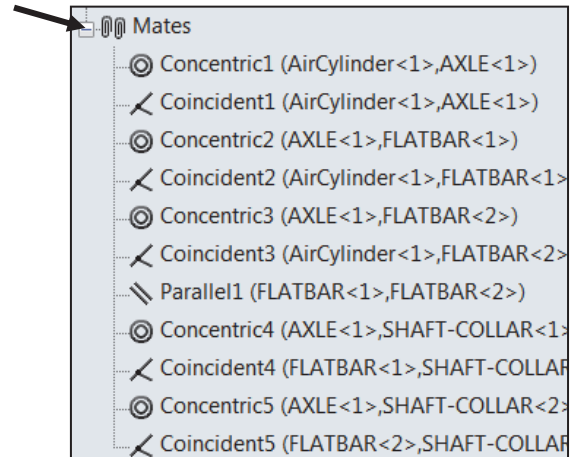 Mates
Concentric1 (AirCylinder<1>,AXLE<1>)
Coincident1 (AirCylinder<1>,AXLE<1>)
Concentric2 (AXLE<1>,FLATBAR<1>)
Coincident2 (AirCylinder<1>,FLATBAR<1>
Concentric3 (AXLE<1>,FLATBAR<2>)
Coincident3 (AirCylinder<1>,FLATBAR<2>
Parallel1 (FLATBAR<1>,FLATBAR<2>)
Concentric4 (AXLE<1>,SHAFT-COLLAR<1>
Coincident4 (FLATBAR<1>,SHAFT-COLLAR
Concentric5 (AXLE<1>,SHAFT-COLLAR<2>
Coincident5 (FLATBAR<2>,SHAFT-COLLAR